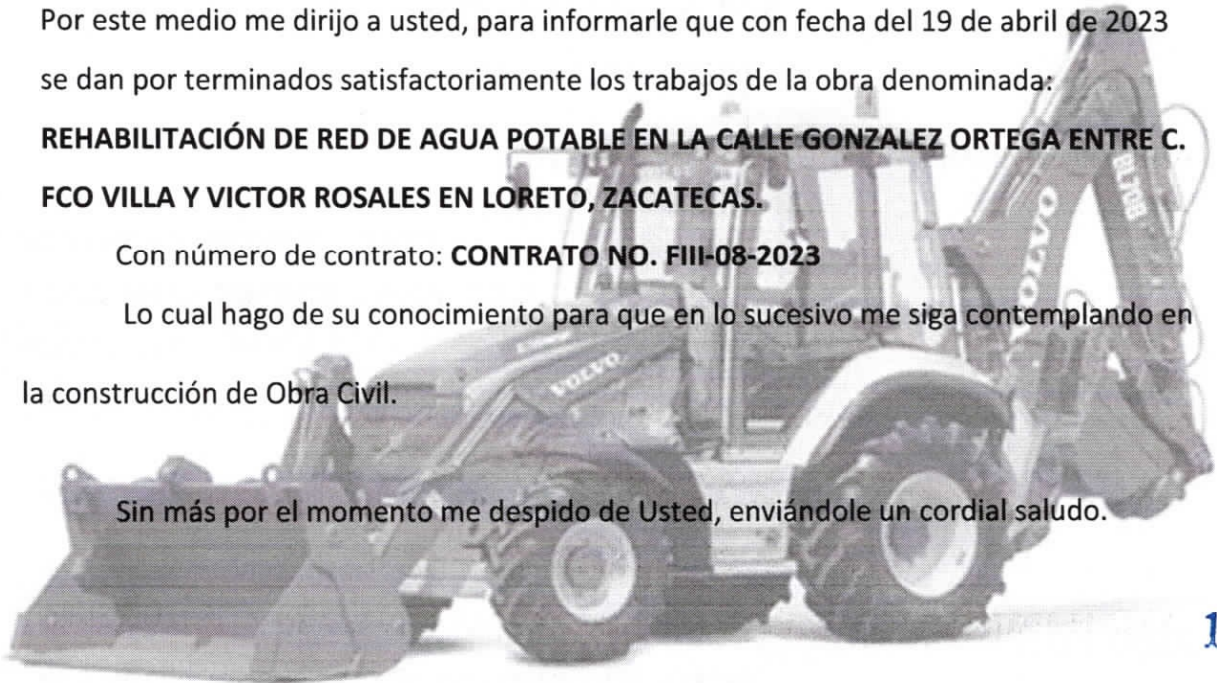 Por este medio me dirijo a usted, para informarle que con fecha del 19 de abril de 2023
se dan por terminados satisfactoriamente los trabajos de la obra denominada:
REHABILITACIÓN DE RED DE AGUA POTABLE EN LA CALLE GONZALEZ ORTEGA ENTRE C.
FCO VILLA Y VICTOR ROSALES EN LORETO, ZACATECAS.
Con número de contrato: CONTRATO NO. FIII-08-2023
Lo cual hago de su conocimiento para que en lo sucesivo me siga contemplando en
la construcción de Obra Civil.
Sin más por el momento me despido de Usted, enviándole un cordial saludo.
VOLVO
BL70B
VOLVO
1